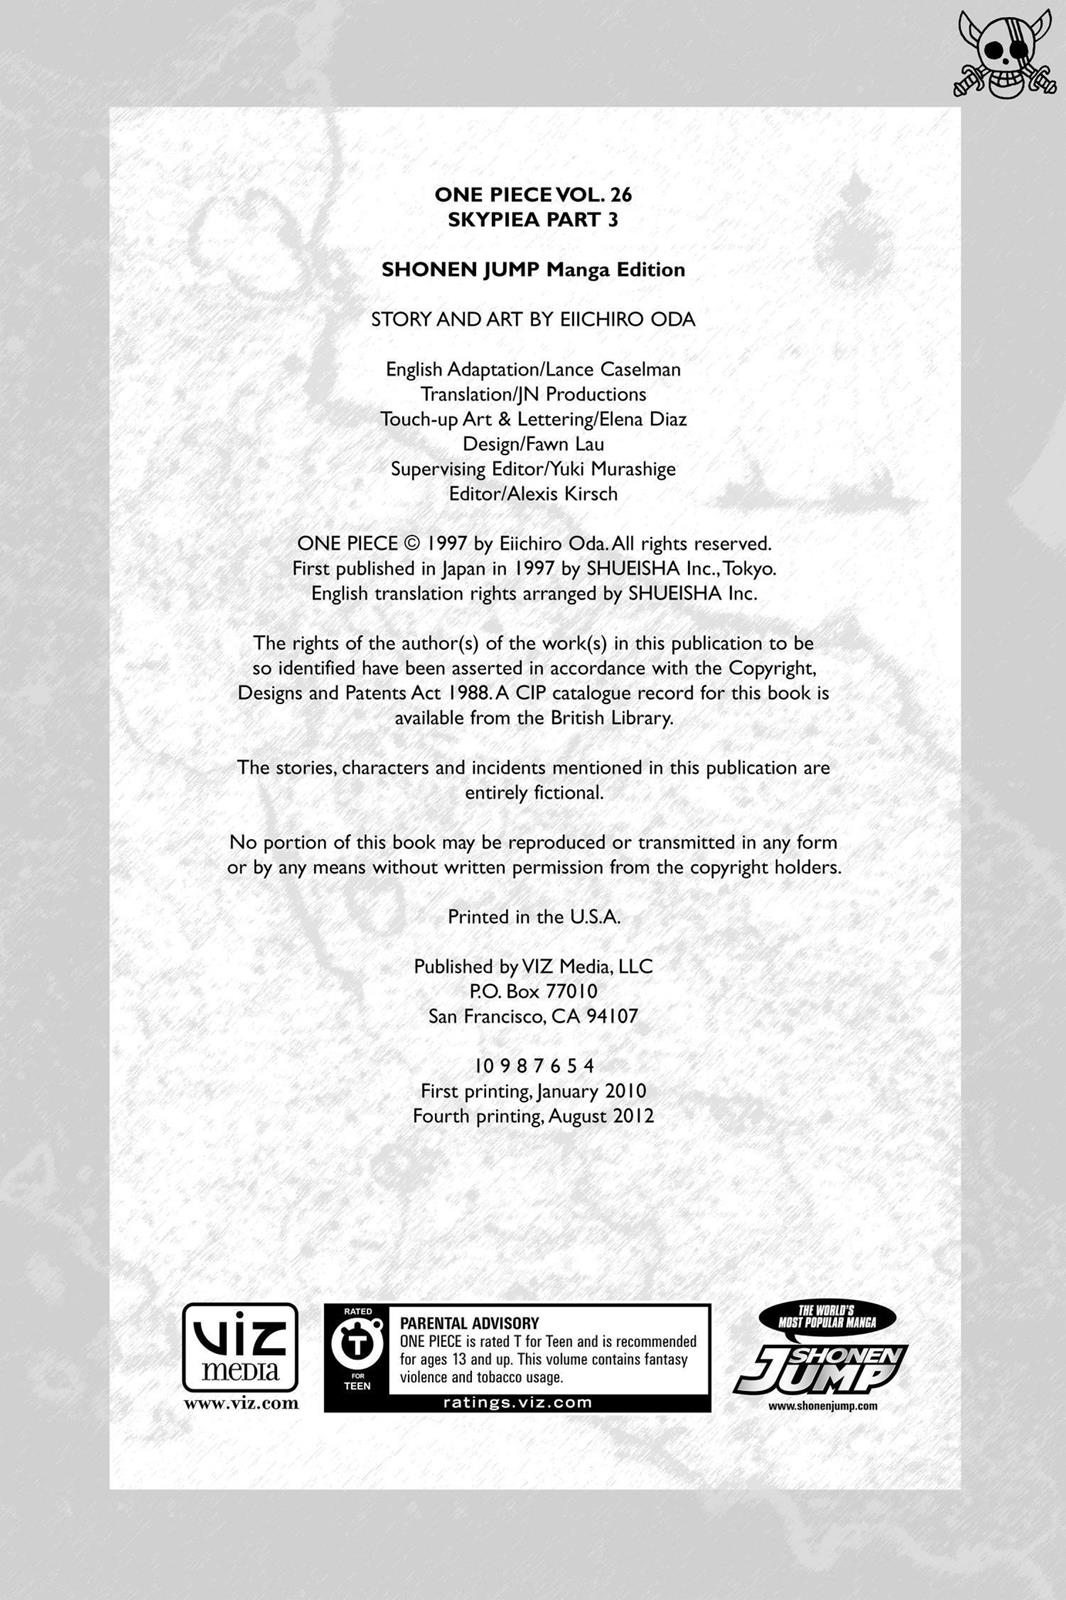 ONE PIECE VOL. 26
SKYPIEA PART 3
SHONEN JUMP Manga Edition
STORY AND ART BY EIICHIRO ODA
English Adaptation/Lance Caselman
Translation/JN Productions
Touch-up Art & Lettering/Elena Diaz
Design/Fawn Lau
Supervising Editor/Yuki Murashige
Editor/Alexis Kirsch
ONE PIECE © 1997 by Eiichiro Oda. All rights reserved.
First published in Japan in 1997 by SHUEISHA Inc., Tokyo.
English translation rights arranged by SHUEISHA Inc.
The rights of the author(s) of the work(s) in this publication to be
so identified have been asserted in accordance with the Copyright,
Designs and Patents Act 1988. A CIP catalogue record for this book is
available from the British Library.
The stories, characters and incidents mentioned in this publication are
entirely fictional.
No portion of this book may be reproduced or transmitted in any form
or by any means without written permission from the copyright holders.
Printed in the U.S.A.
Published by VIZ Media, LLC
P.O. Box 77010
San Francisco, CA 94107
10 9 8 7 6 5 4
First printing, January 2010
Fourth printing, August 2012
viz
media
www.viz.com
RATED
T
FOR
TEEN
PARENTAL ADVISORY
ONE PIECE is rated T for Teen and is recommended
for ages 13 and up. This volume contains fantasy
violence and tobacco usage.
ratings.viz.com
THE WORLD'S
MOST POPULAR MANGA
SHONEN
JUMP
www.shonenjump.com